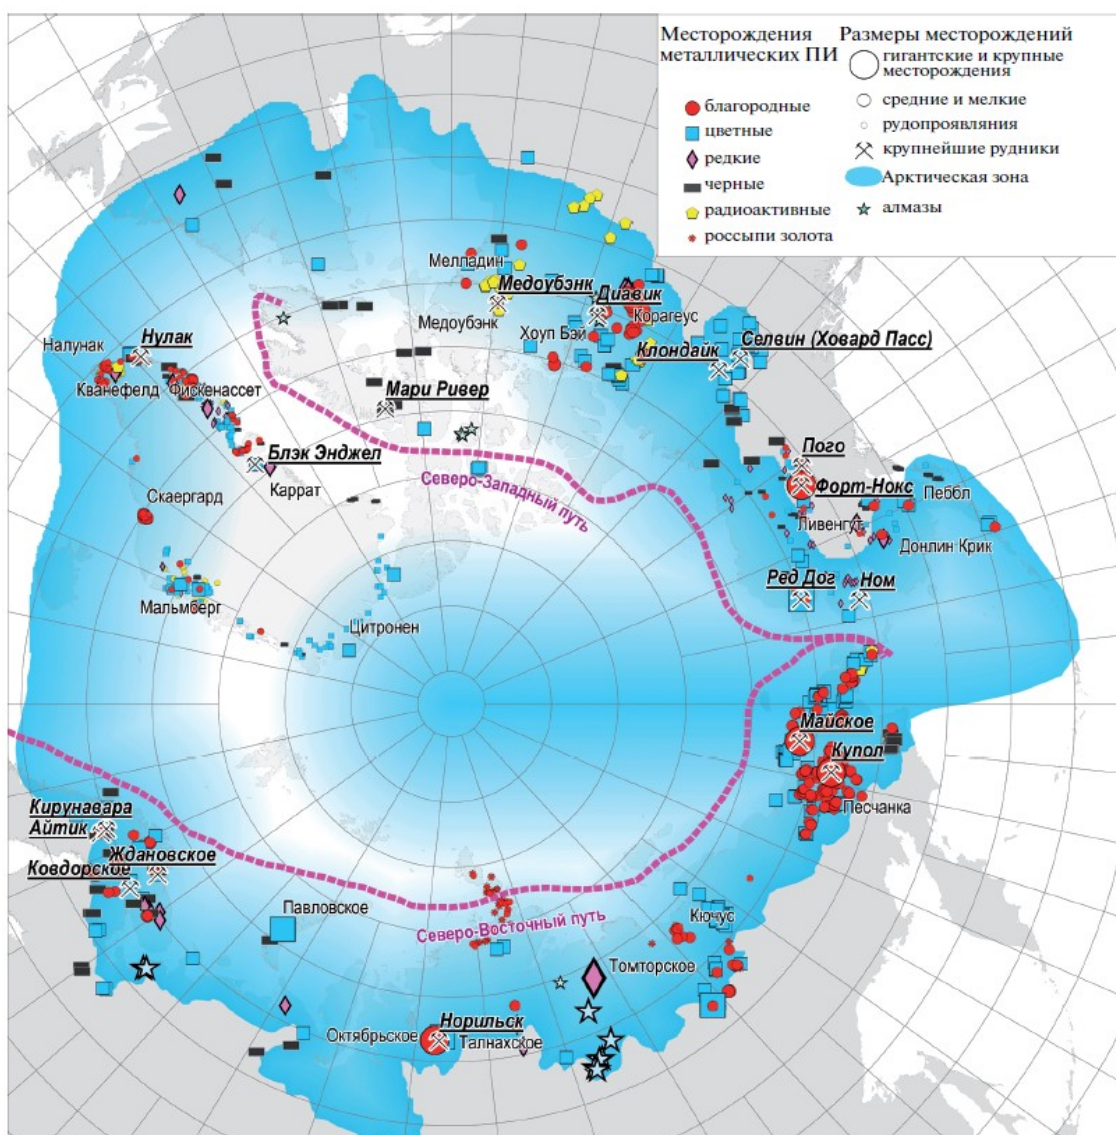 Месторождения
металлических ПИ
благородные
цветные
редкие
черные
радиоактивные
россыпи золота
Размеры месторождений
гигантские и крупные
месторождения
средние и мелкие
рудопроявления
крупнейшие рудники
Арктическая зона
алмазы
Мелпадин
Медоубэнк
Медоубэнк
Диавик
Хоуп Бэй
Корагеус
Клондайк
Селвин (Ховард Пасс)
Налунак
Нулак
Кванефелд
Фискенассет
Мари Ривер
Блэк Энджел
Каррат
Северо-Западный путь
Пого
Форт-Нокс
Пеббл
Ливенгут
Донлин Крик
Скаергард
Ред Дог
Ном
Мальмберг
Цитронен
Майское
Купол
Песчанка
Кирунавара
Айтик
Ждановское
Ковдорское
Павловское
Северо-Восточный путь
Кючус
Томторское
Октябрьское
Норильск
Талнахское